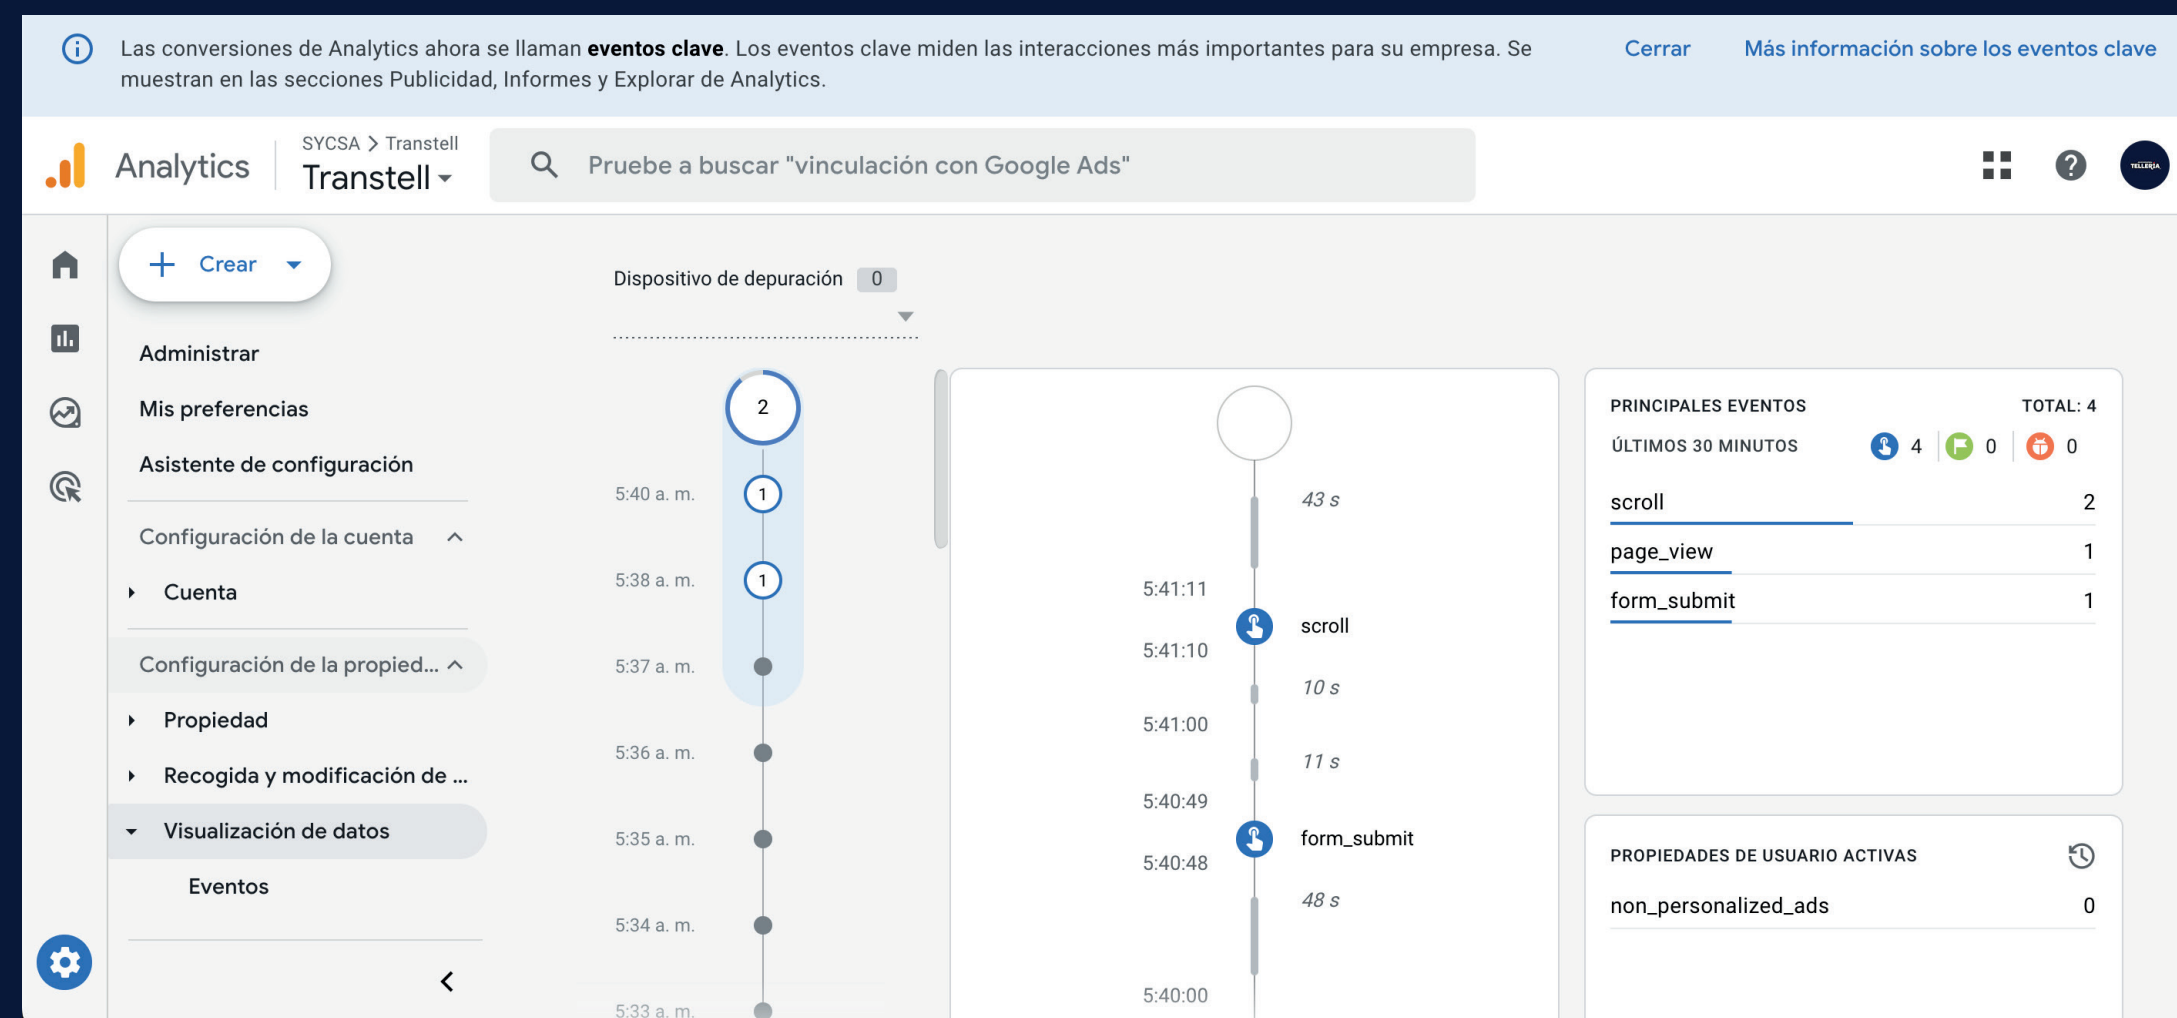 Las conversiones de Analytics ahora se llaman eventos clave. Los eventos clave miden las interacciones más importantes para su empresa. Se
muestran en las secciones Publicidad, Informes y Explorar de Analytics.
Cerrar
Más información sobre los eventos clave
Analytics
SYCSA > Transtell
Transtell
Pruebe a buscar "vinculación con Google Ads"
TELLERIA
Crear
Administrar
Mis preferencias
Asistente de configuración
Configuración de la cuenta
Cuenta
Configuración de la propied...
Propiedad
Recogida y modificación de ...
Visualización de datos
Eventos
Dispositivo de depuración 0
2
5:40 a. m. 1
5:38 a. m. 1
5:37 a. m.
5:36 a. m.
5:35 a. m.
5:34 a. m.
5:33 a. m.
43 s
5:41:11
scroll
5:41:10
10 s
5:41:00
11 s
5:40:49
form_submit
5:40:48
48 s
5:40:00
PRINCIPALES EVENTOS TOTAL: 4
ÚLTIMOS 30 MINUTOS 4 0 0
scroll 2
page_view 1
form_submit 1
PROPIEDADES DE USUARIO ACTIVAS
non_personalized_ads 0